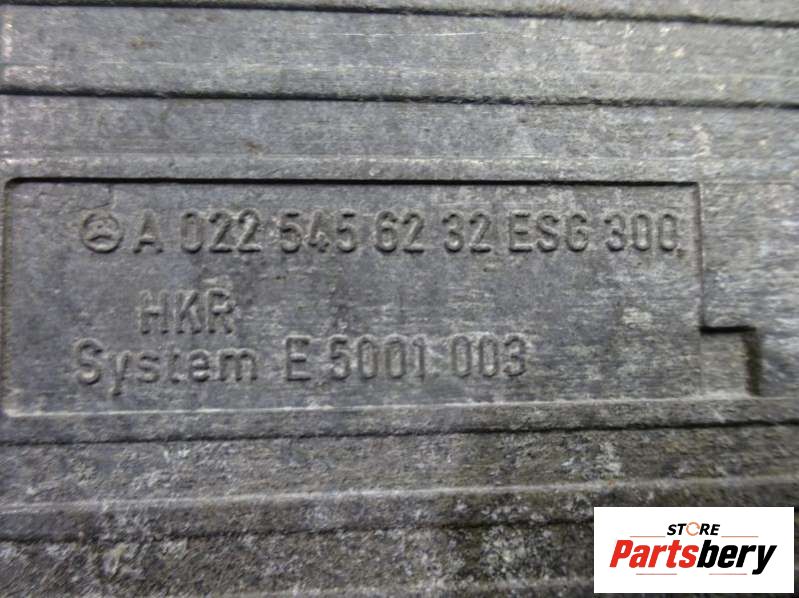 A 022 545 62 32 ESG 300
HKR
System E 5001 003
STORE
Partsbery